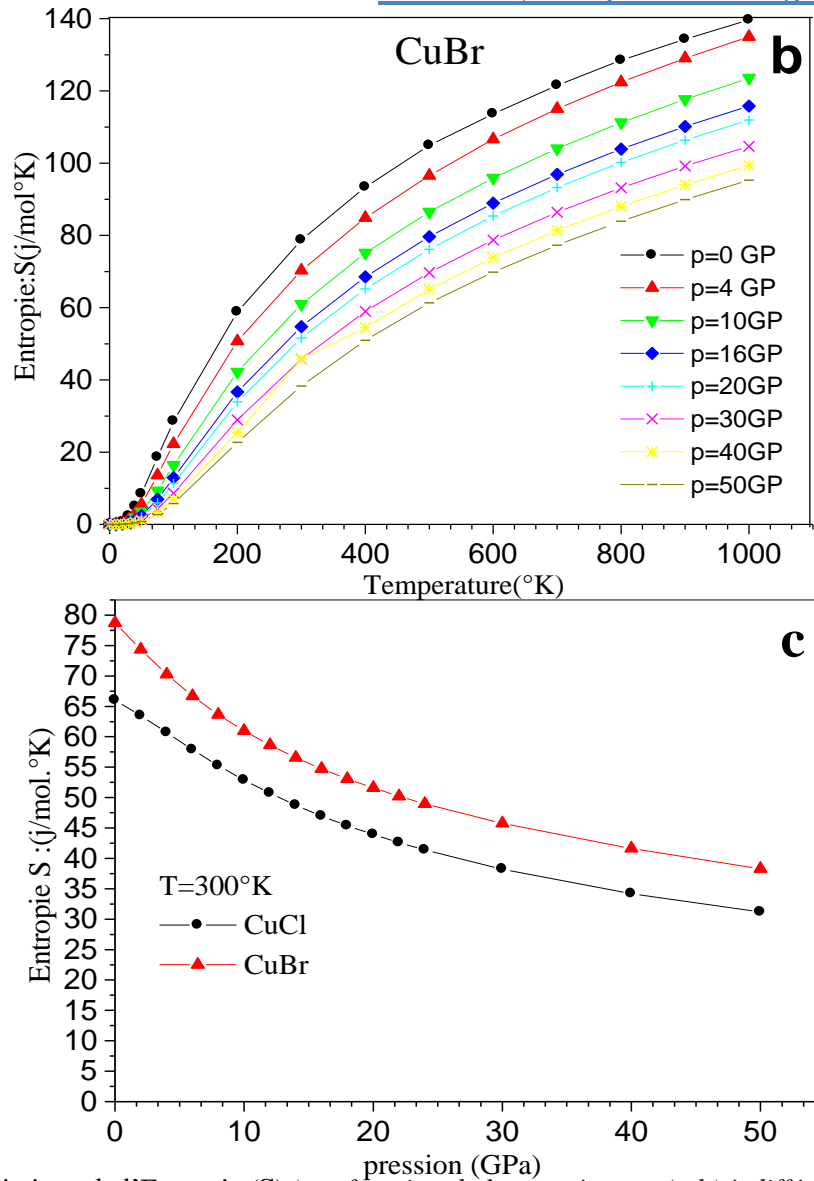 140
120
100
80
60
40
20
0
Entropie:S(j/mol°K)
CuBr
b
p=0 GP
p=4 GP
p=10GP
p=16GP
p=20GP
p=30GP
p=40GP
p=50GP
0 200 400 600 800 1000
Temperature(°K)
80
75
70
65
60
55
50
45
40
35
30
25
20
15
10
5
0
Entropie S :(j/mol.°K)
c
T=300°K
CuCl
CuBr
0 10 20 30 40 50
pression (GPa)